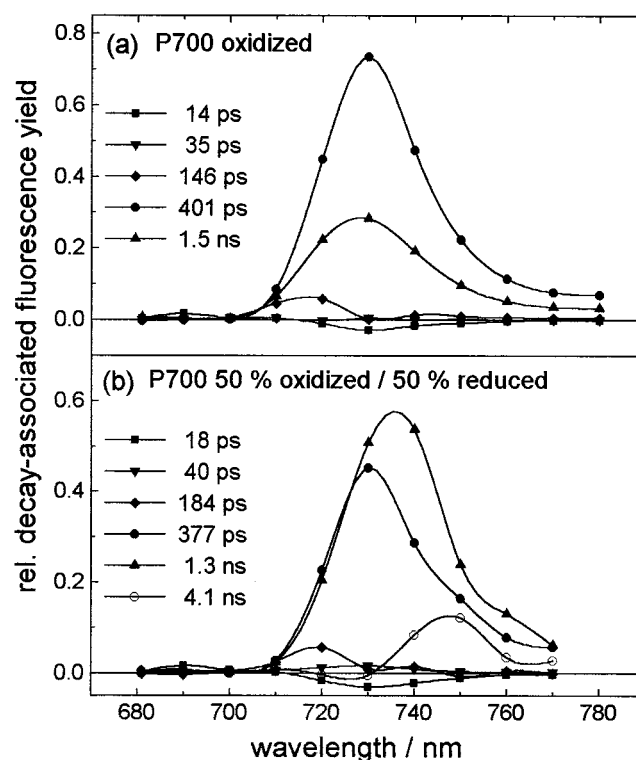 rel. decay-associated fluorescence yield
(a) P700 oxidized
14 ps
35 ps
146 ps
401 ps
1.5 ns
0.8
0.6
0.4
0.2
0.0
(b) P700 50 % oxidized / 50 % reduced
18 ps
40 ps
184 ps
377 ps
1.3 ns
4.1 ns
0.6
0.4
0.2
0.0
680 700 720 740 760 780
wavelength / nm